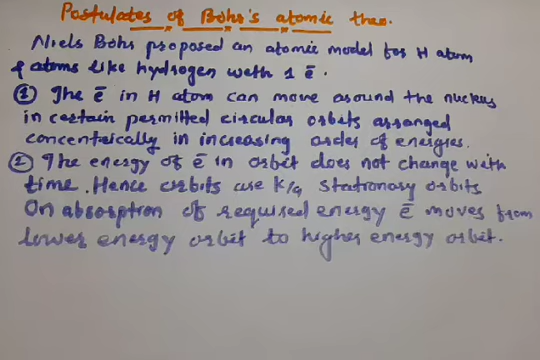 Postulates of Bohr's atomic theo.
Niels Bohr proposed an atomic model for H atom
& atoms like hydrogen with 1 ē.
① The ē in H atom can move around the nucleus
in certain permitted circular orbits arranged
concentrically in increasing order of energies.
② The energy of ē in orbit does not change with
time. Hence orbits are k/a stationary orbits
On absorption of required energy ē moves from
lower energy orbit to higher energy orbit.